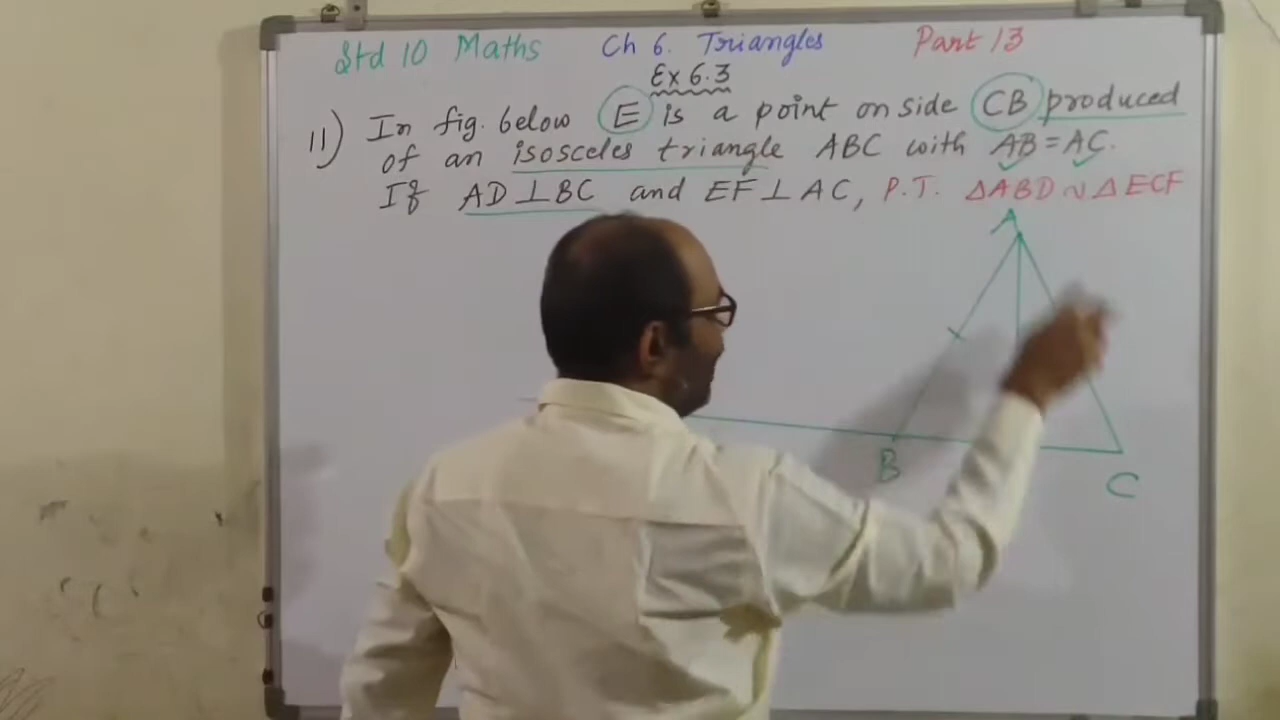 Std 10 Maths Ch 6. Triangles Part 13
Ex 6.3
11) In fig. below E is a point on side CB produced
of an isosceles triangle ABC with AB = AC.
If AD ⊥ BC and EF ⊥ AC, P.T. ΔABD ~ ΔECF
A
B
C